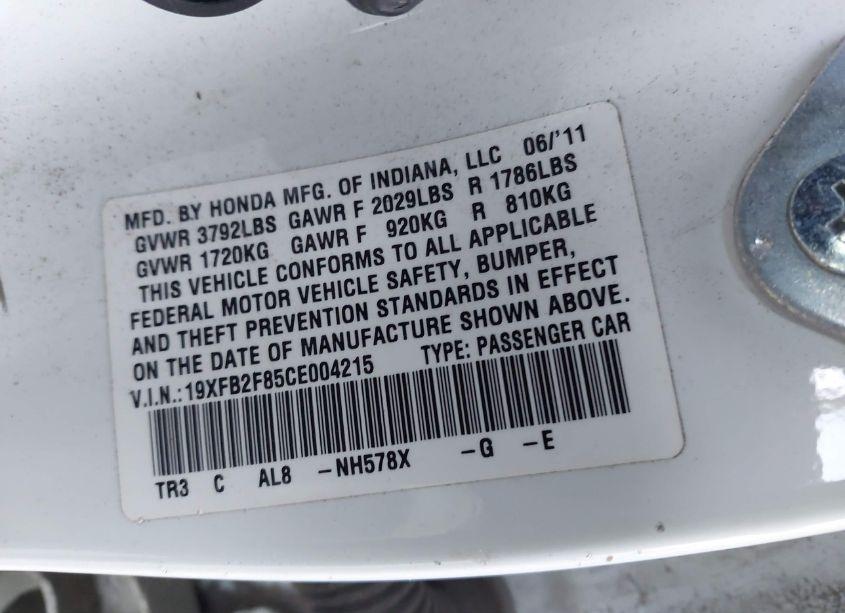 MFD. BY HONDA MFG. OF INDIANA, LLC 06/'11
GVWR 3792LBS GAWR F 2029LBS R 1786LBS
GVWR 1720KG GAWR F 920KG R 810KG
THIS VEHICLE CONFORMS TO ALL APPLICABLE
FEDERAL MOTOR VEHICLE SAFETY, BUMPER,
AND THEFT PREVENTION STANDARDS IN EFFECT
ON THE DATE OF MANUFACTURE SHOWN ABOVE.
V.I.N.:19XFB2F85CE004215 TYPE: PASSENGER CAR
TR3 C AL8 -NH578X -G -E